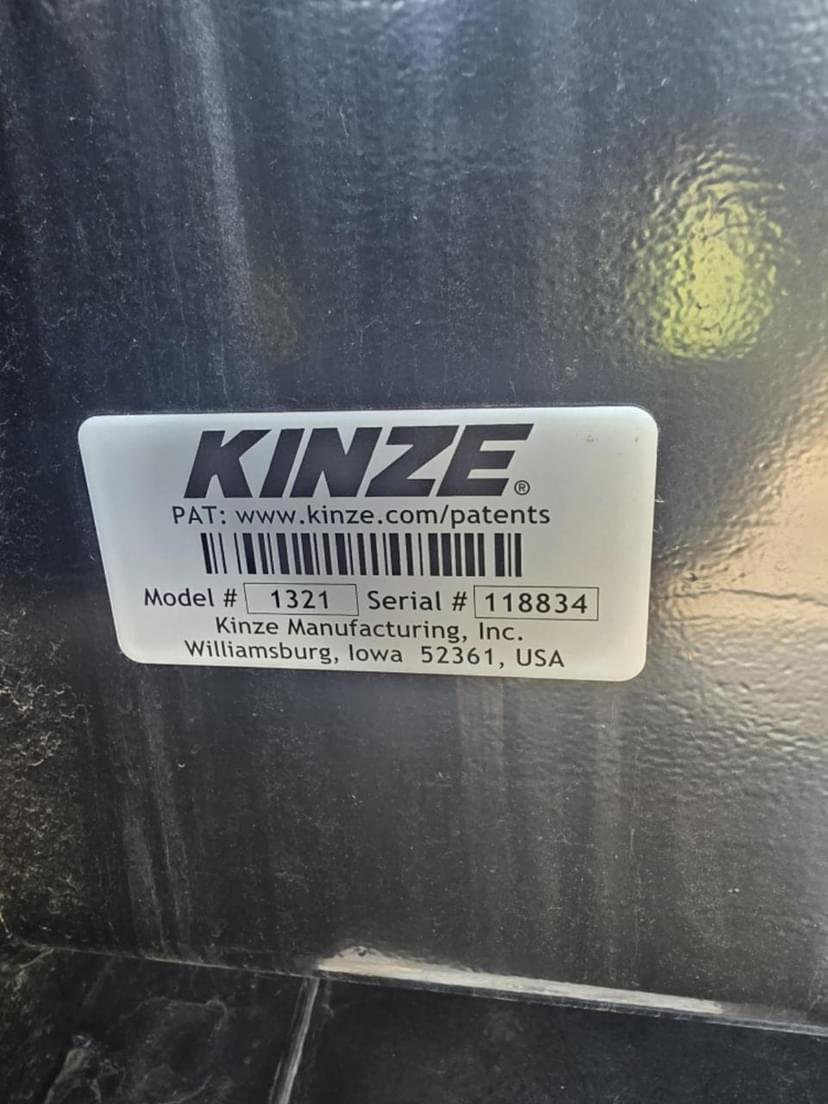 KINZE®
PAT: www.kinze.com/patents
Model # 1321 Serial # 118834
Kinze Manufacturing, Inc.
Williamsburg, Iowa 52361, USA